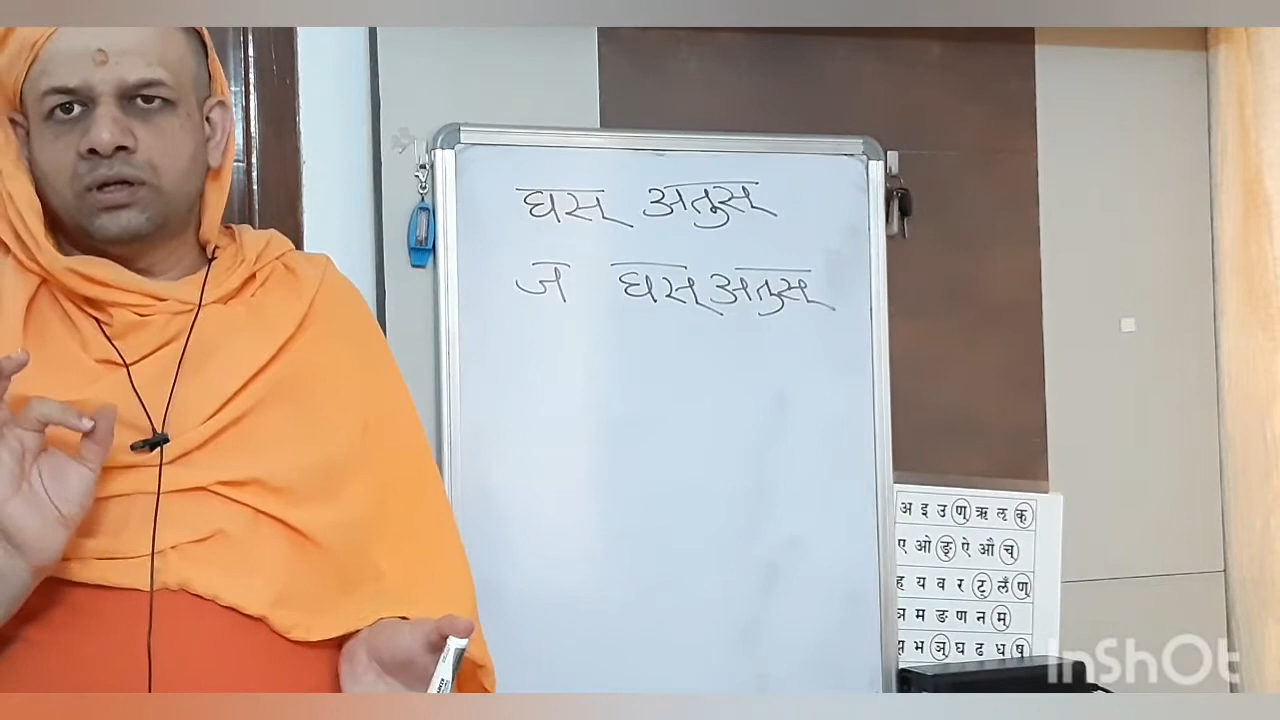 घस् अतुस्
ज घस् अतुस्
अ इ उ ण् ऋ ऌ क्
ए ओ ङ् ऐ औ च्
ह य व र ट् लँ ण्
ञ म ङ ण न म्
झ भ ञ् घ ढ ध ष्
InShOt